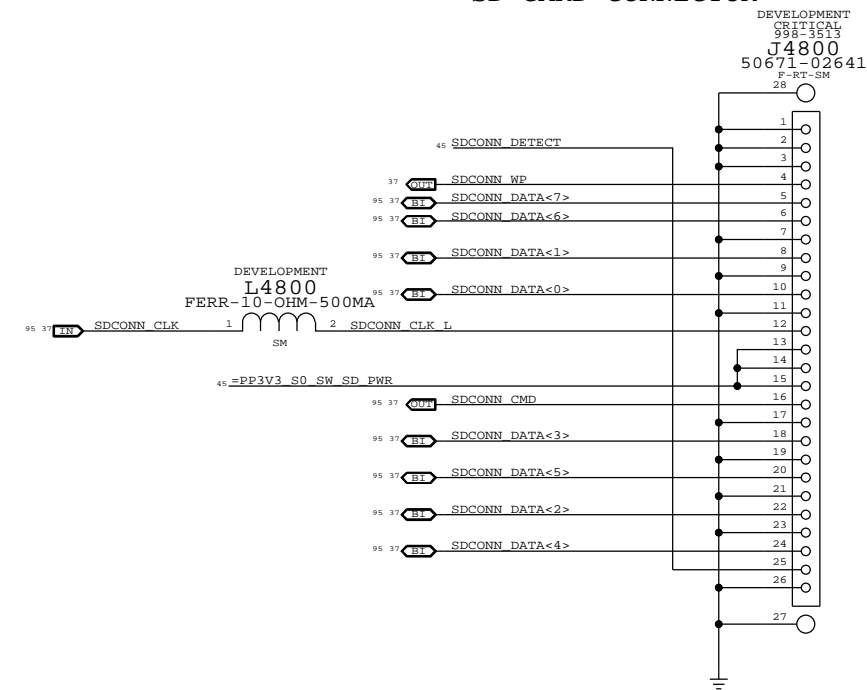 SD CARD CONNECTOR
DEVELOPMENT
CRITICAL
998-3513
J4800
50671-02641
F-RT-SM
28
1
45 SDCONN_DETECT
2
3
37 OUT SDCONN_WP 4
95 37 BI SDCONN_DATA<7> 5
95 37 BI SDCONN_DATA<6> 6
7
95 37 BI SDCONN_DATA<1> 8
9
DEVELOPMENT
L4800
95 37 BI SDCONN_DATA<0> 10
FERR-10-OHM-500MA
11
95 37 IN SDCONN_CLK 1 2 SDCONN_CLK_L 12
SM
13
14
45 =PP3V3_S0_SW_SD_PWR 15
95 37 OUT SDCONN_CMD 16
17
95 37 BI SDCONN_DATA<3> 18
19
95 37 BI SDCONN_DATA<5> 20
21
95 37 BI SDCONN_DATA<2> 22
23
95 37 BI SDCONN_DATA<4> 24
25
26
27